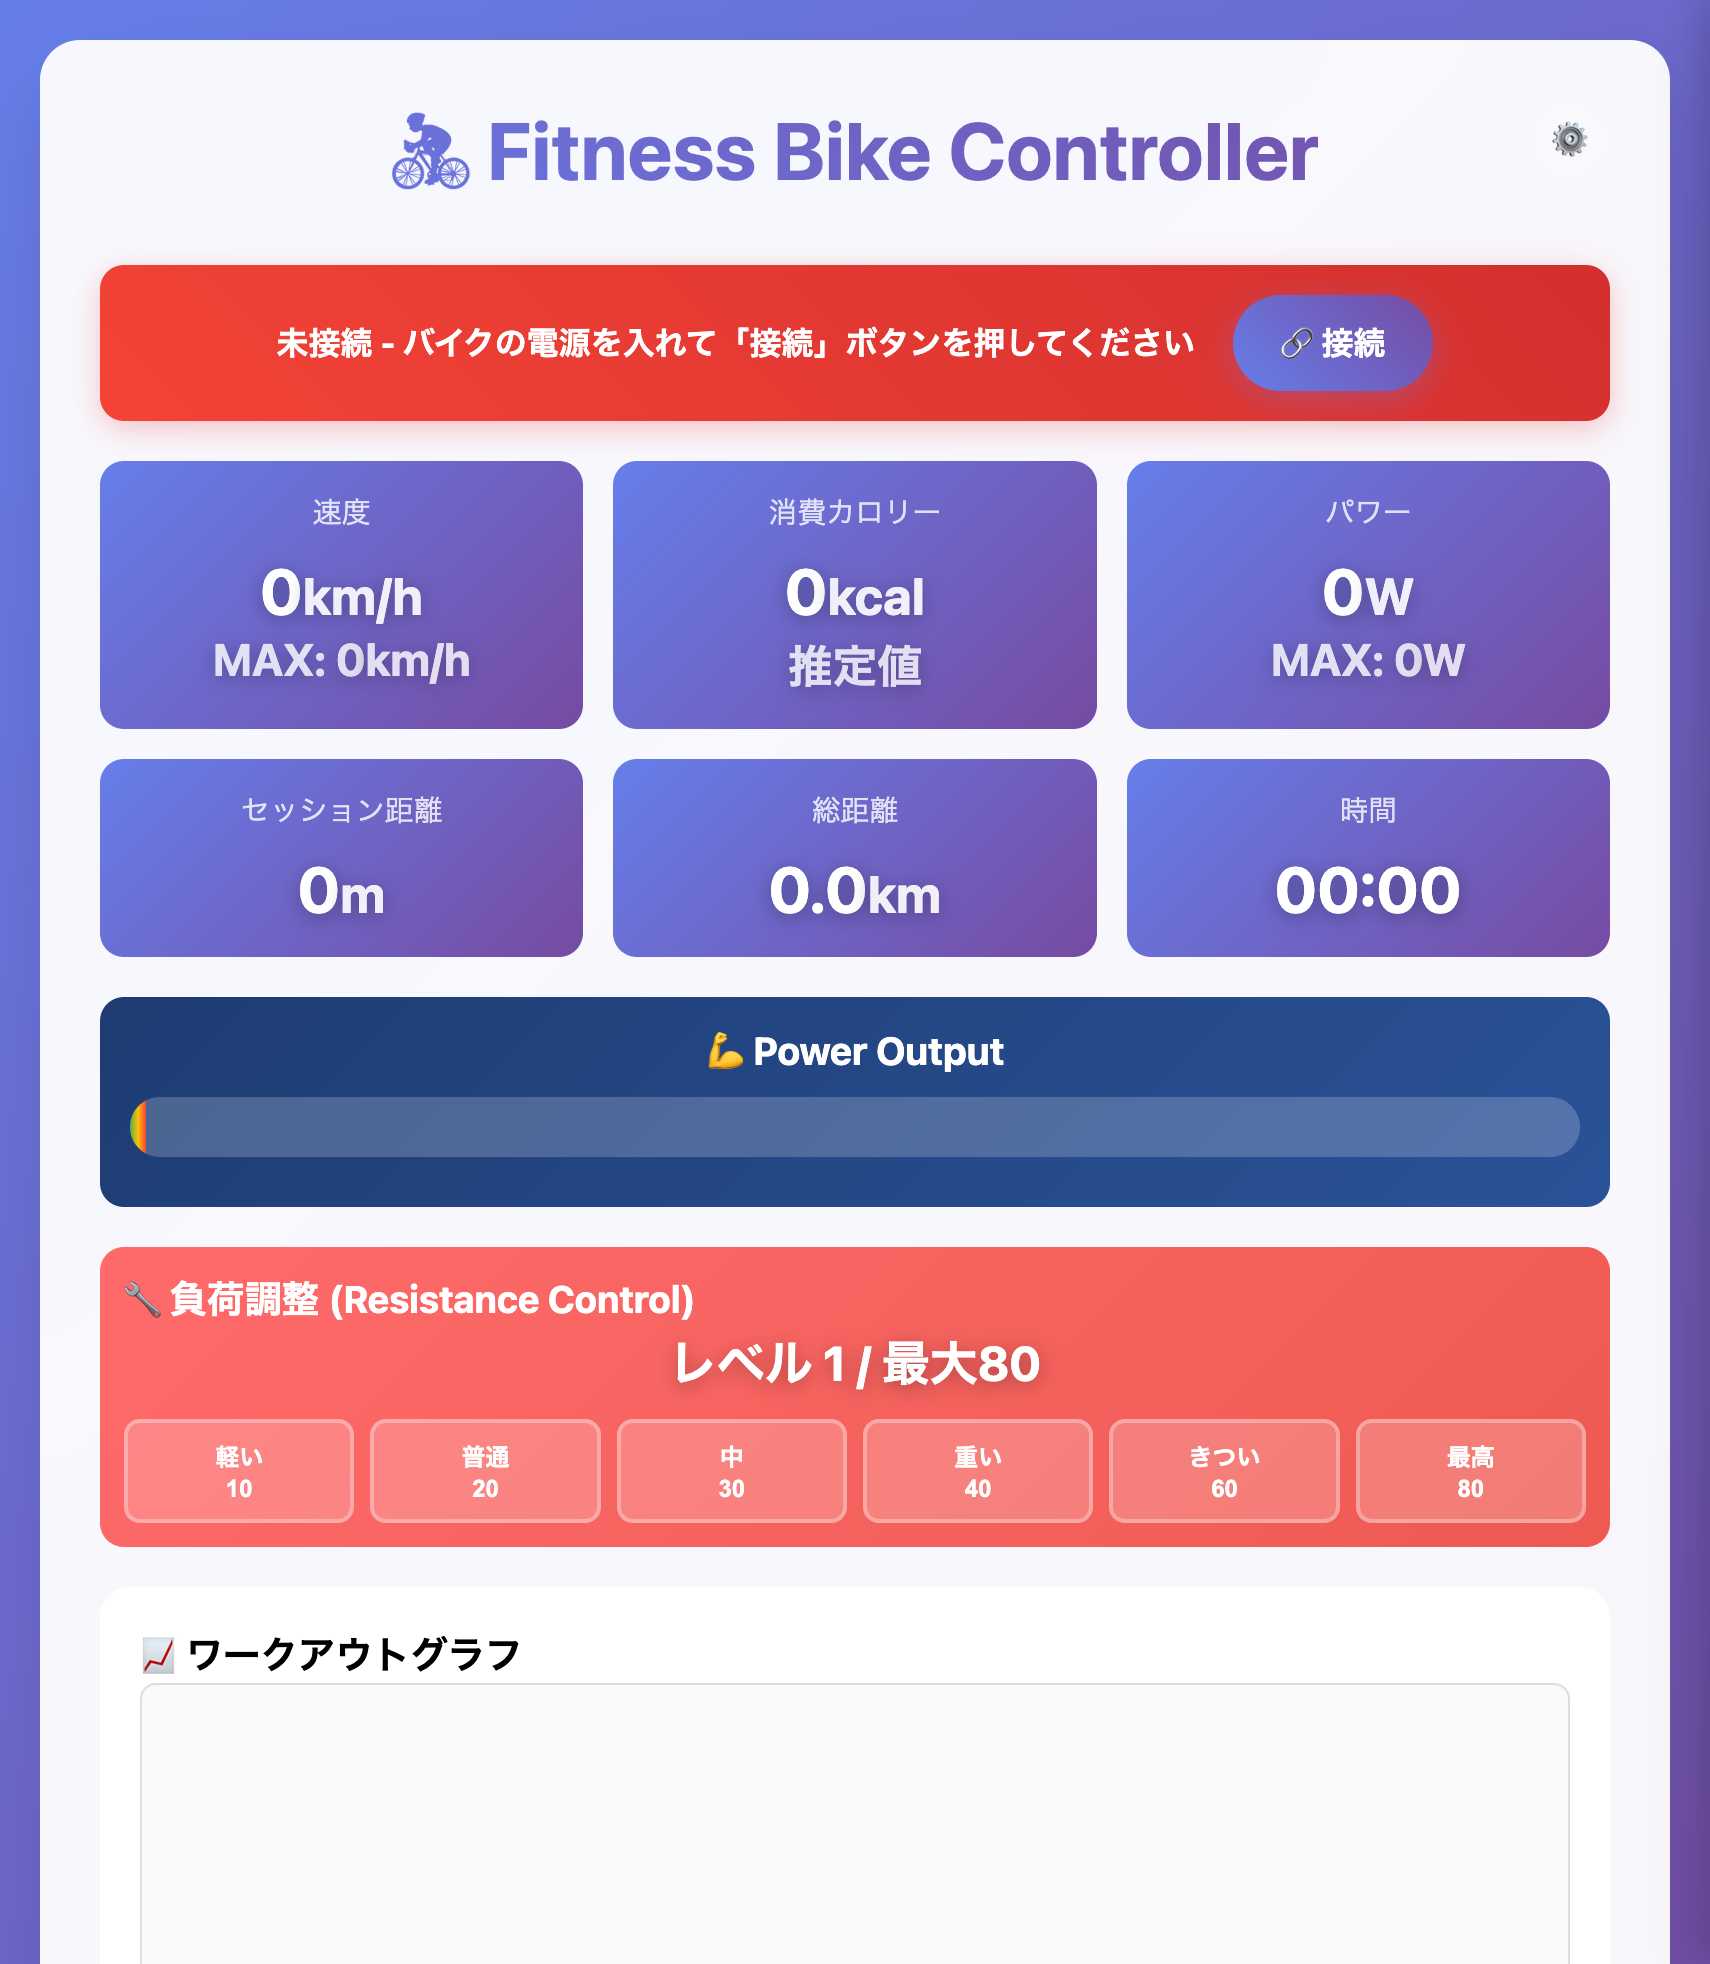 Fitness Bike Controller
未接続 - バイクの電源を入れて「接続」ボタンを押してください
接続
速度
0km/h
MAX: 0km/h
消費カロリー
0kcal
推定値
パワー
0W
MAX: 0W
セッション距離
0m
総距離
0.0km
時間
00:00
Power Output
負荷調整 (Resistance Control)
レベル 1 / 最大80
軽い
10
普通
20
中
30
重い
40
きつい
60
最高
80
ワークアウトグラフ